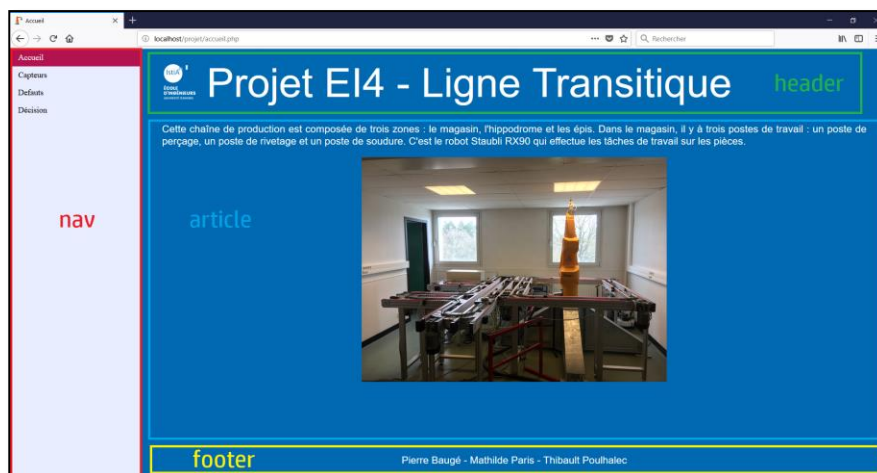 Accueil
localhost/projet/accueil.php
Rechercher
Accueil
Capteurs
Defauts
Décision
nav
ÉCOLE
D'INGÉNIEURS
Projet EI4 - Ligne Transitique
header
Cette chaîne de production est composée de trois zones : le magasin, l'hippodrome et les épis. Dans le magasin, il y à trois postes de travail : un poste de
perçage, un poste de rivetage et un poste de soudure. C'est le robot Staubli RX90 qui effectue les tâches de travail sur les pièces.
article
footer
Pierre Baugé - Mathilde Paris - Thibault Poulhalec